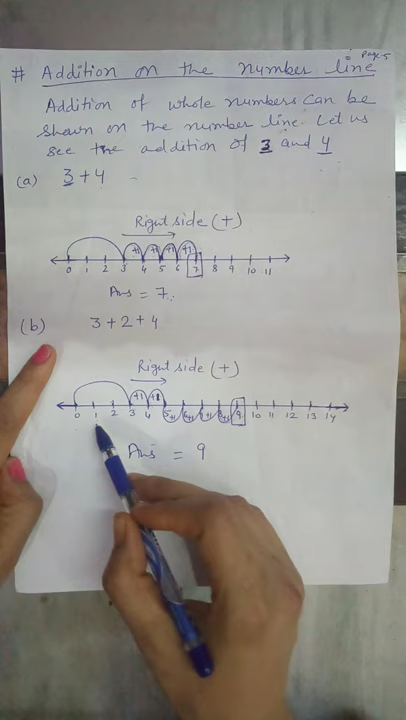 Page-5
# Addition on the number line
Addition of whole numbers can be
shown on the number line. Let us
see the addition of 3 and 4
(a) 3 + 4
Right side (+)
+1 +1 +1 +1
0 1 2 3 4 5 6 7 8 9 10 11
Ans = 7.
(b) 3 + 2 + 4
Right side (+)
+1 +1
0 1 2 3 4 5 6 7 8 9 10 11 12 13 14
+1 +1 +1 +1
Ans = 9